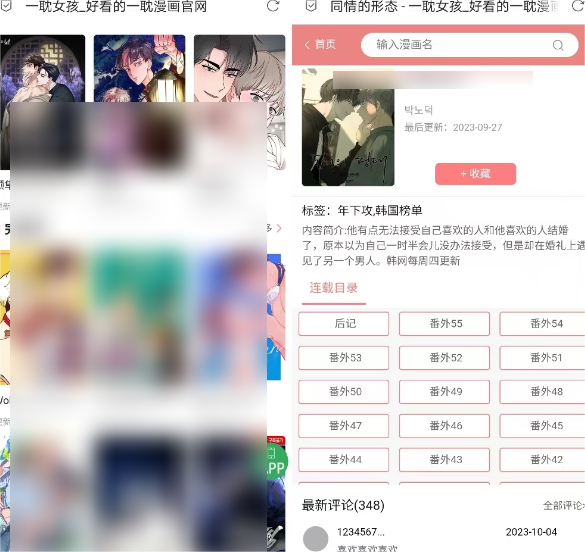 一耽女孩_好看的一耽漫画官网
APP
同情的形态 - 一耽女孩_好看的一耽漫画
首页
输入漫画名
박노덕
最后更新：2023-09-27
+ 收藏
标签：年下攻,韩国榜单
内容简介:他有点无法接受自己喜欢的人和他喜欢的人结婚
了，原本以为自己一时半会儿没办法接受，但是却在婚礼上遇
见了另一个男人。韩网每周四更新
连载目录
后记 番外55 番外54
番外53 番外52 番外51
番外50 番外49 番外48
番外47 番外46 番外45
番外44 番外43 番外42
最新评论(348) 全部评论
1234567... 2023-10-04
喜欢喜欢喜欢